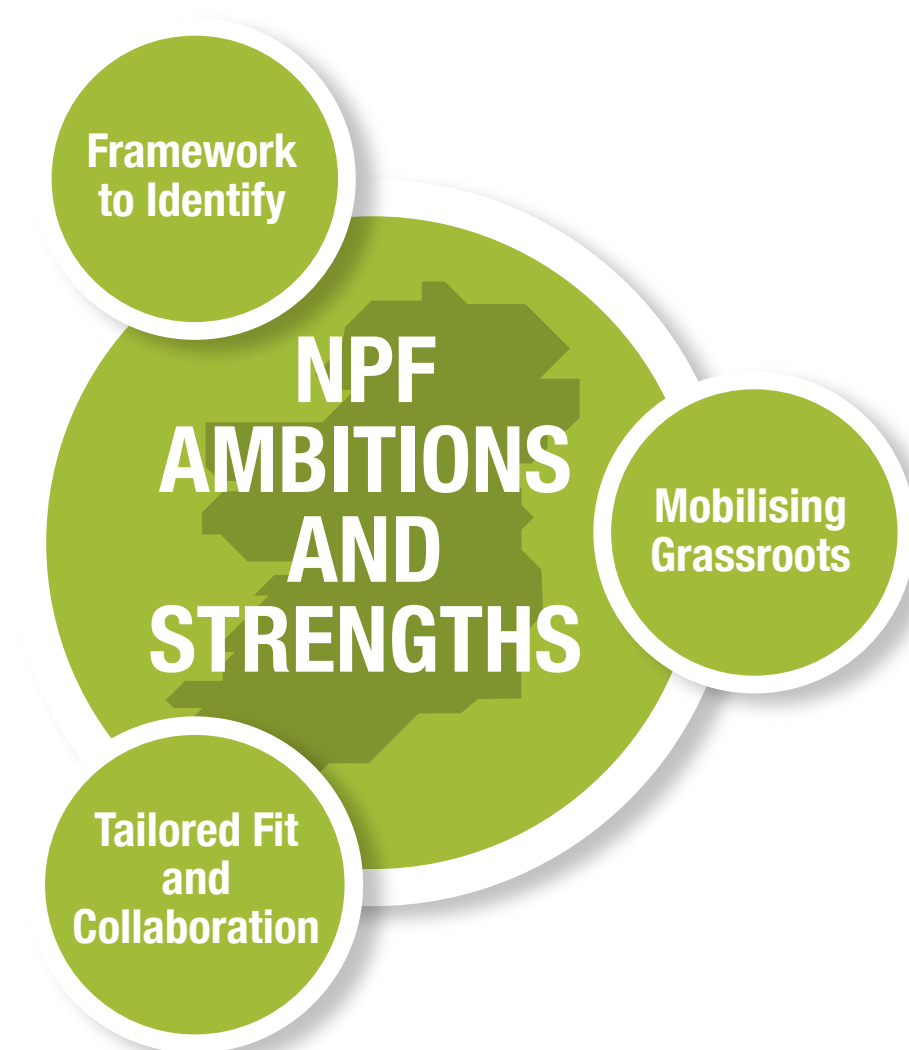 Framework
to Identify
NPF
AMBITIONS
AND
STRENGTHS
Mobilising
Grassroots
Tailored Fit
and
Collaboration